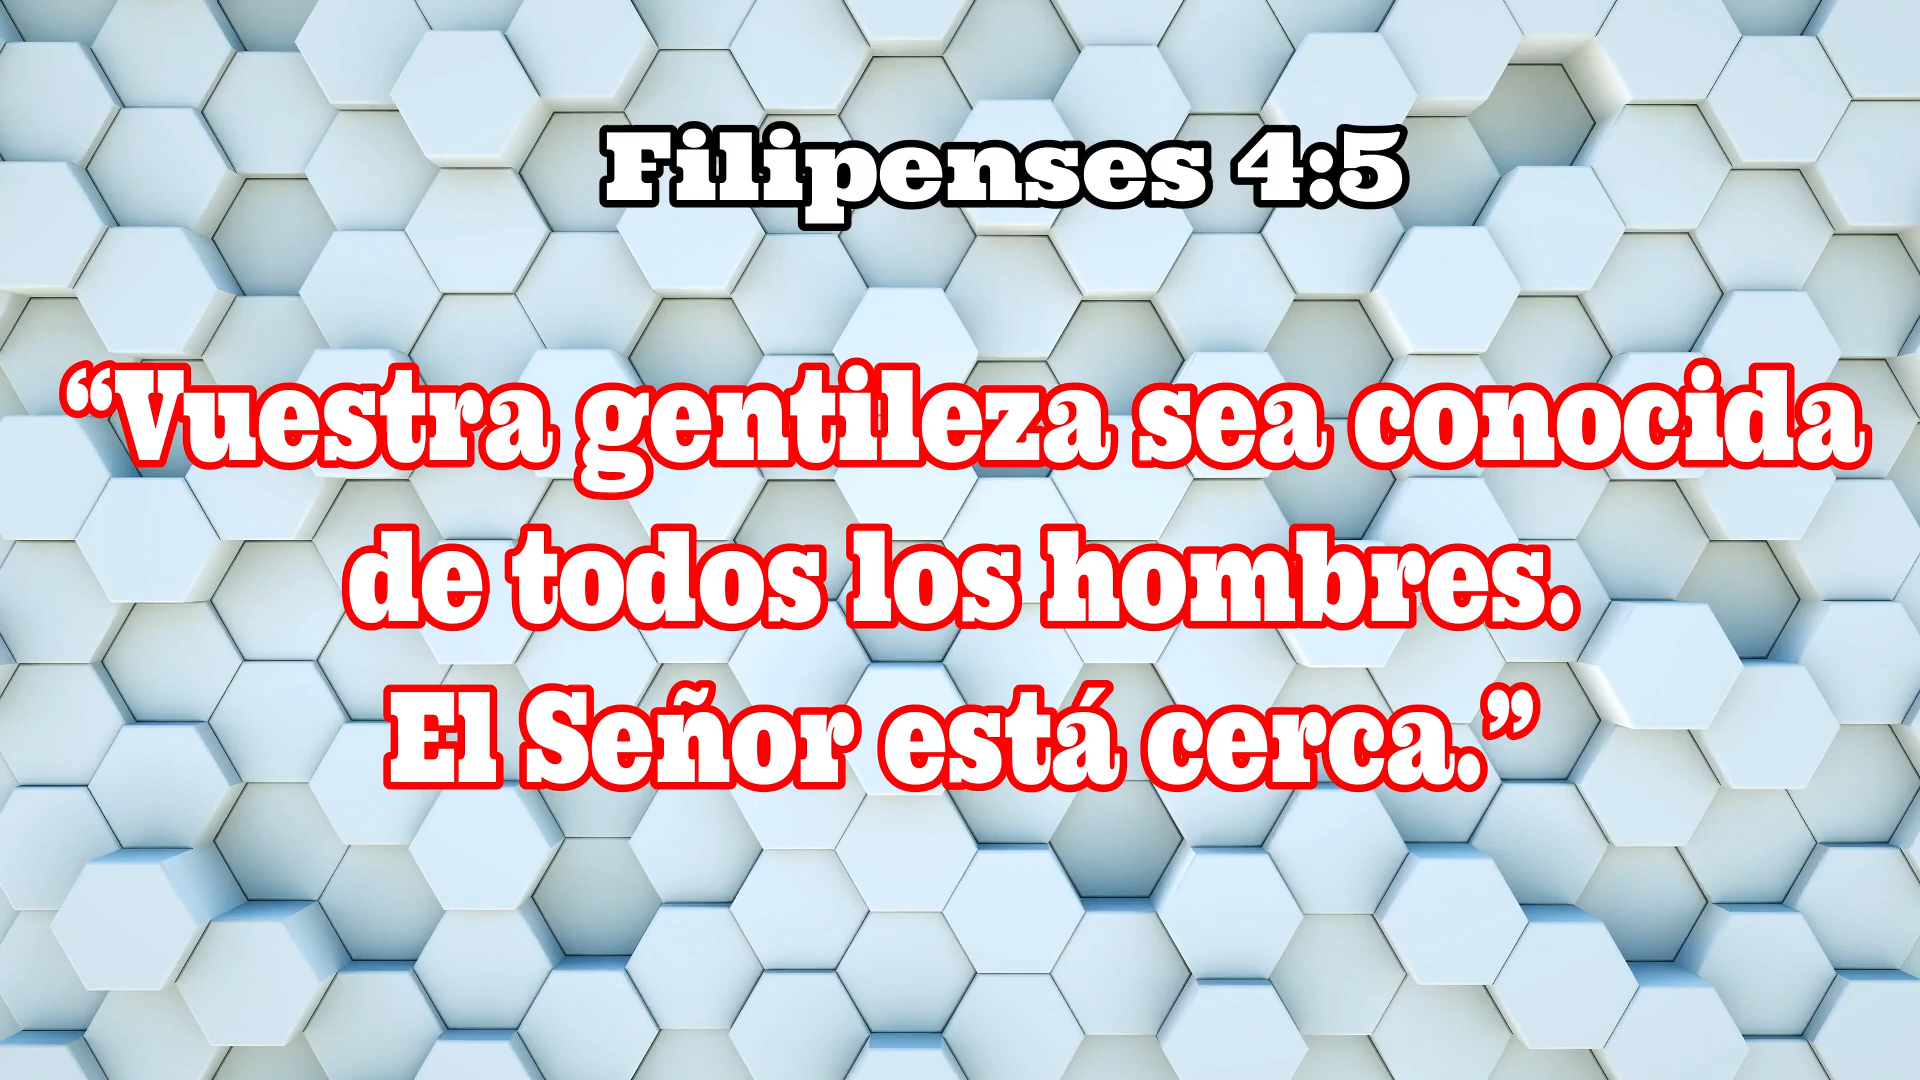 Filipenses 4:5
“Vuestra gentileza sea conocida
de todos los hombres.
El Señor está cerca.”